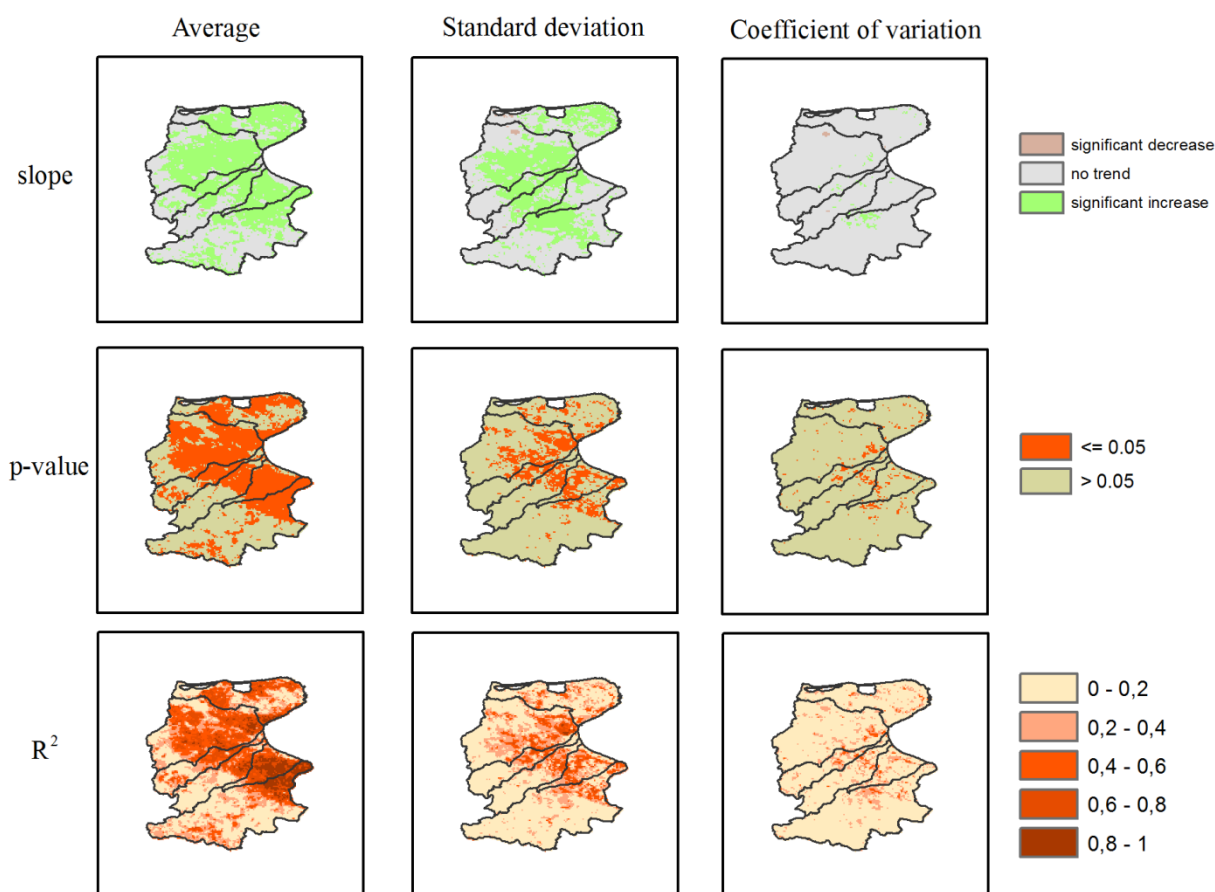 Average
Standard deviation
Coefficient of variation
slope
significant decrease
no trend
significant increase
p-value
<= 0.05
> 0.05
R²
0 - 0,2
0,2 - 0,4
0,4 - 0,6
0,6 - 0,8
0,8 - 1